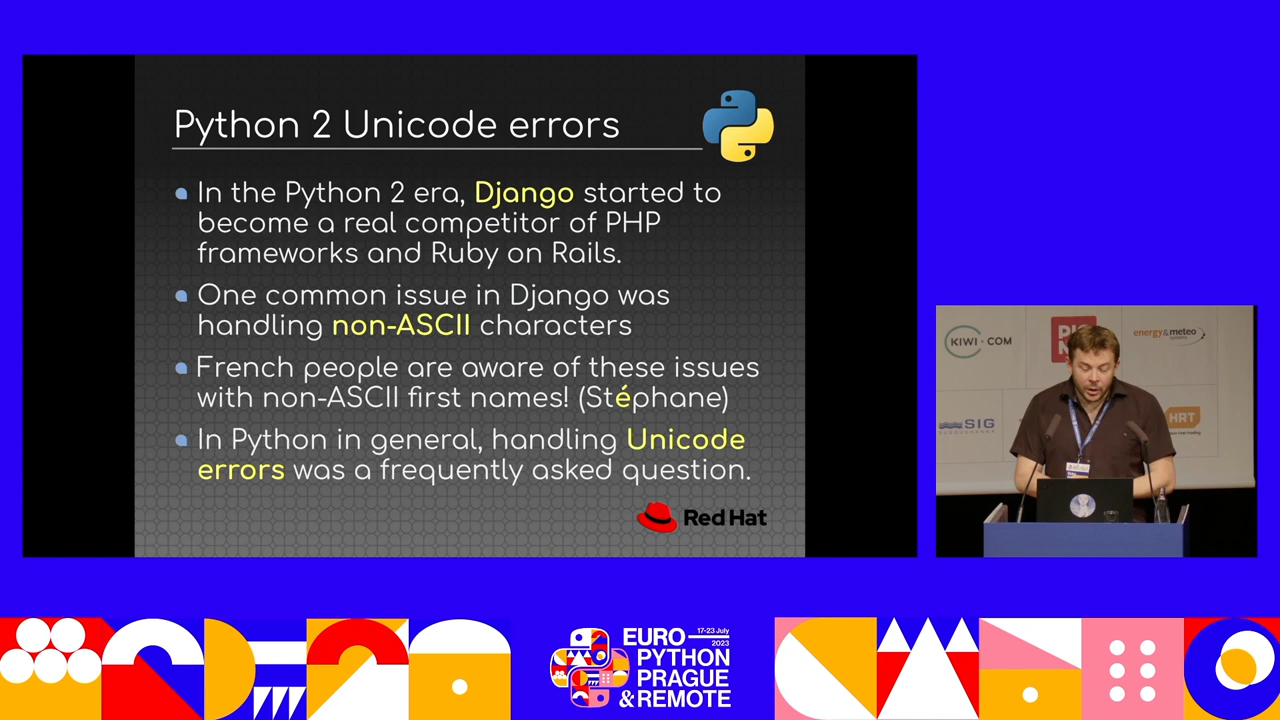 Python 2 Unicode errors
In the Python 2 era, Django started to
become a real competitor of PHP
frameworks and Ruby on Rails.
One common issue in Django was
handling non-ASCII characters
French people are aware of these issues
with non-ASCII first names! (Stéphane)
In Python in general, handling Unicode
errors was a frequently asked question.
Red Hat
KIWI.COM
energy & meteo
systems
SIG
HRT
17-23 July
2023
EURO
PYTHON
PRAGUE
& REMOTE